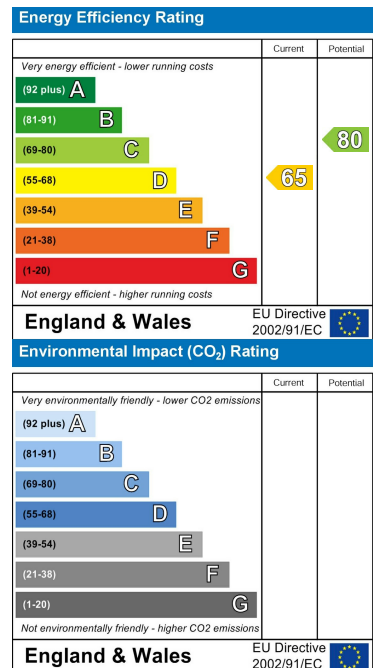 Energy Efficiency Rating
Current Potential
Very energy efficient - lower running costs
(92 plus) A
(81-91) B
(69-80) C
80
(55-68) D
65
(39-54) E
(21-38) F
(1-20) G
Not energy efficient - higher running costs
England & Wales
EU Directive
2002/91/EC
Environmental Impact (CO₂) Rating
Current Potential
Very environmentally friendly - lower CO2 emissions
(92 plus) A
(81-91) B
(69-80) C
(55-68) D
(39-54) E
(21-38) F
(1-20) G
Not environmentally friendly - higher CO2 emissions
England & Wales
EU Directive
2002/91/EC